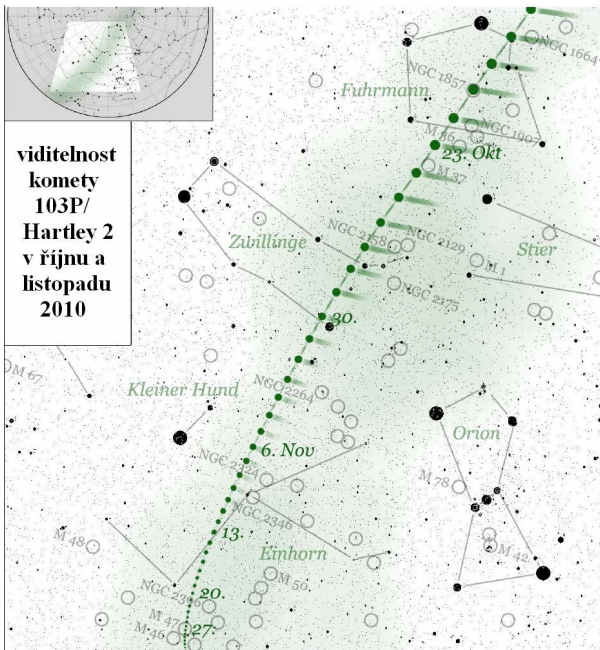 viditelnost
komety
103P/
Hartley 2
v říjnu a
listopadu
2010
NGC 1664
Fuhrmann
NGC 1857
NGC 1907
M 36
23. Okt
M 37
Zwillinge
NGC 2158
NGC 2129
Stier
M 1
NGC 2175
30.
M 67
Kleiner Hund
NGC 2264
Orion
6. Nov
NGC 2324
M 78
NGC 2346
13.
M 48
Einhorn
M 42
M 50
NGC 2396
20.
M 47
27.
M 46